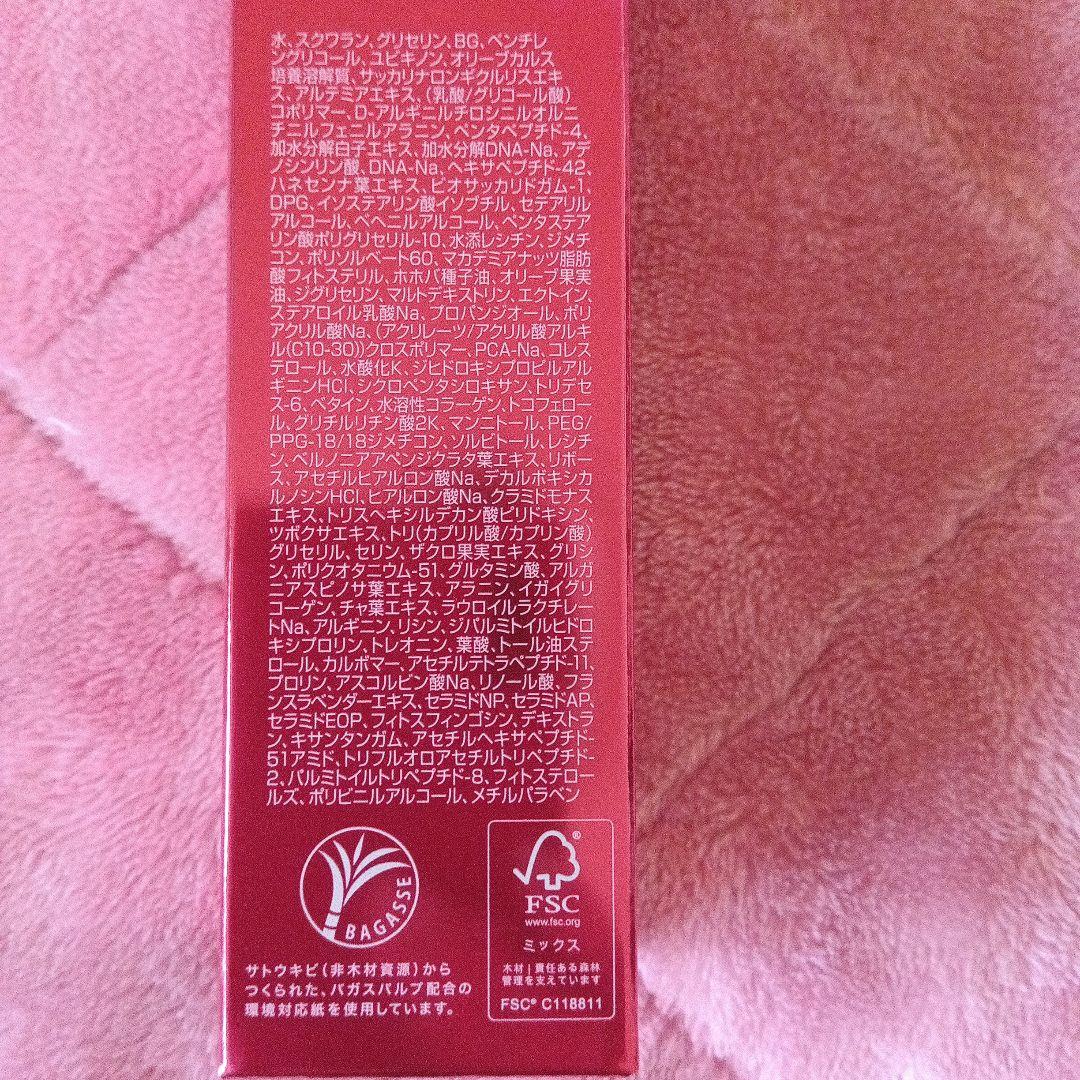 水、スクワラン、グリセリン、BG、ペンチレ
ングリコール、ユビキノン、オリーブカルス
培養溶解質、サッカリナロンギクルリスエキ
ス、アルテミアエキス、(乳酸/グリコール酸)
コポリマー、D-アルギニルチロシニルオルニ
チニルフェニルアラニン、ペンタペプチド-4、
加水分解白子エキス、加水分解DNA-Na、アデ
ノシンリン酸、DNA-Na、ヘキサペプチド-42、
ハネセンナ葉エキス、ビオサッカリドガム-1、
DPG、イソステアリン酸イソプチル、セテアリル
アルコール、ベヘニルアルコール、ペンタステア
リン酸ポリグリセリル-10、水添レシチン、ジメチ
コン、ポリソルベート60、マカデミアナッツ脂肪
酸フィトステリル、ホホバ種子油、オリーブ果実
油、ジグリセリン、マルトデキストリン、エクトイン、
ステアロイル乳酸Na、プロパンジオール、ポリ
アクリル酸Na、(アクリレーツ/アクリル酸アルキ
ル(C10-30))クロスポリマー、PCA-Na、コレス
テロール、水酸化K、ジヒドロキシプロピルアル
ギニンHCl、シクロペンタシロキサン、トリデセ
ス-6、ベタイン、水溶性コラーゲン、トコフェロー
ル、グリチルリチン酸2K、マンニトール、PEG/
PPG-18/18ジメチコン、ソルビトール、レシチ
ン、ベルノニアアペンジクラタ葉エキス、リボー
ス、アセチルヒアルロン酸Na、デカルボキシカ
ルノシンHCl、ヒアルロン酸Na、クラミドモナス
エキス、トリスヘキシルデカン酸ピリドキシン、
ツボクサエキス、トリ(カプリル酸/カプリン酸)
グリセリル、セリン、ザクロ果実エキス、グリシ
ン、ポリクオタニウム-51、グルタミン酸、アルガ
ニアスピノサ葉エキス、アラニン、イガイグリ
コーゲン、チャ葉エキス、ラウロイルラクチレー
トNa、アルギニン、リシン、ジパルミトイルヒドロ
キシプロリン、トレオニン、葉酸、トール油ステ
ロール、カルボマー、アセチルテトラペプチド-11、
プロリン、アスコルビン酸Na、リノール酸、フラ
ンスラベンダーエキス、セラミドNP、セラミドAP、
セラミドEOP、フィトスフィンゴシン、デキストラ
ン、キサンタンガム、アセチルヘキサペプチド-
51アミド、トリフルオロアセチルトリペプチド-
2、パルミトイルトリペプチド-8、フィトステロー
ルズ、ポリビニルアルコール、メチルパラベン
BAGASSE
サトウキビ(非木材資源)から
つくられた、バガスパルプ配合の
環境対応紙を使用しています。
®
FSC
www.fsc.org
ミックス
木材|責任ある森林
管理を支えています
FSC® C118811